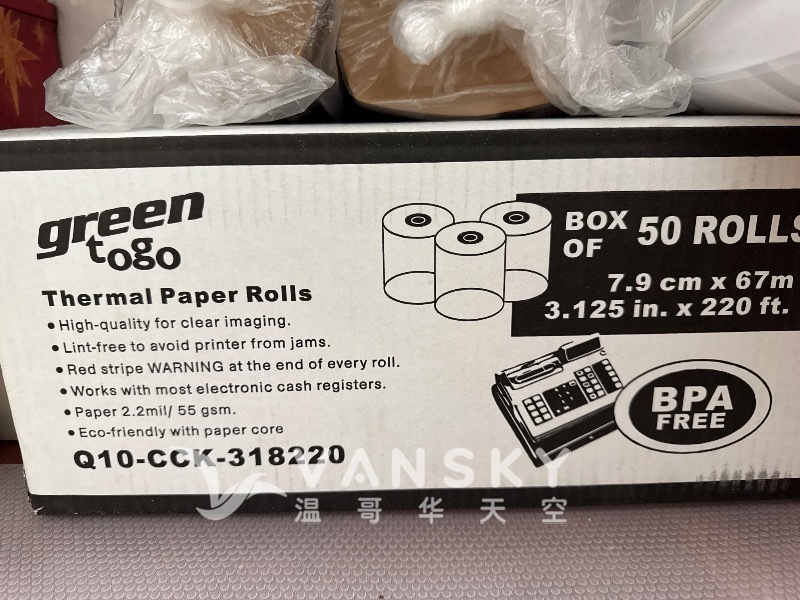 green
togo
Thermal Paper Rolls
• High-quality for clear imaging.
• Lint-free to avoid printer from jams.
• Red stripe WARNING at the end of every roll.
• Works with most electronic cash registers.
• Paper 2.2mil/ 55 gsm.
• Eco-friendly with paper core
Q10-CCK-318220
BOX OF 50 ROLLS
7.9 cm x 67m
3.125 in. x 220 ft.
BPA
FREE
VANSKY
温哥华天空